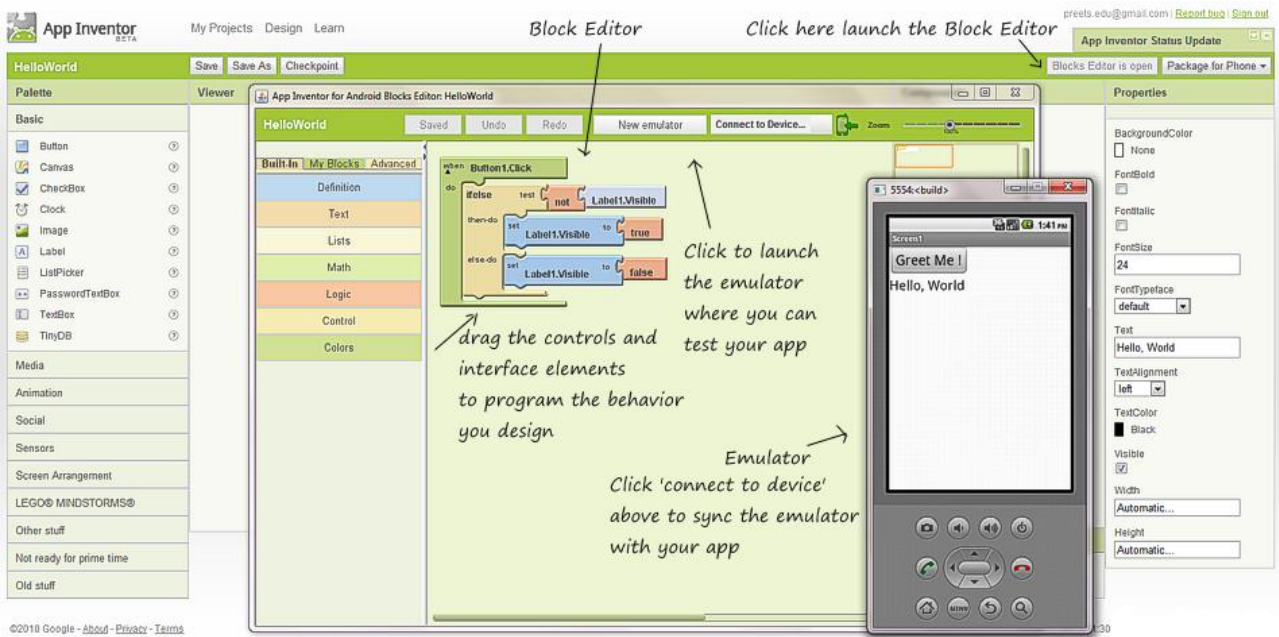 preets.edu@gmail.com | Report bug | Sign out
App Inventor
BETA
My Projects Design Learn
Block Editor
Click here launch the Block Editor
App Inventor Status Update
HelloWorld
Save Save As Checkpoint
Blocks Editor is open Package for Phone
Palette
Viewer
Properties
Basic
Button
Canvas
CheckBox
Clock
Image
Label
ListPicker
PasswordTextBox
TextBox
TinyDB
Media
Animation
Social
Sensors
Screen Arrangement
LEGO® MINDSTORMS®
Other stuff
Not ready for prime time
Old stuff
App Inventor for Android Blocks Editor: HelloWorld
HelloWorld
Saved Undo Redo New emulator Connect to Device... Zoom
100%
Built-In My Blocks Advanced
Definition
Text
Lists
Math
Logic
Control
Colors
when Button1.Click
do ifelse test not Label1.Visible
then-do set Label1.Visible to true
else-do set Label1.Visible to false
Click to launch
the emulator
where you can
test your app
drag the controls and
interface elements
to program the behavior
you design
Emulator
Click 'connect to device'
above to sync the emulator
with your app
5554:<build>
1:41 PM
Screen1
Greet Me !
Hello, World
MENU
BackgroundColor
None
FontBold
FontItalic
FontSize
24
FontTypeface
default
Text
Hello, World
TextAlignment
left
TextColor
Black
Visible
Width
Automatic...
Height
Automatic...
©2010 Google - About - Privacy - Terms